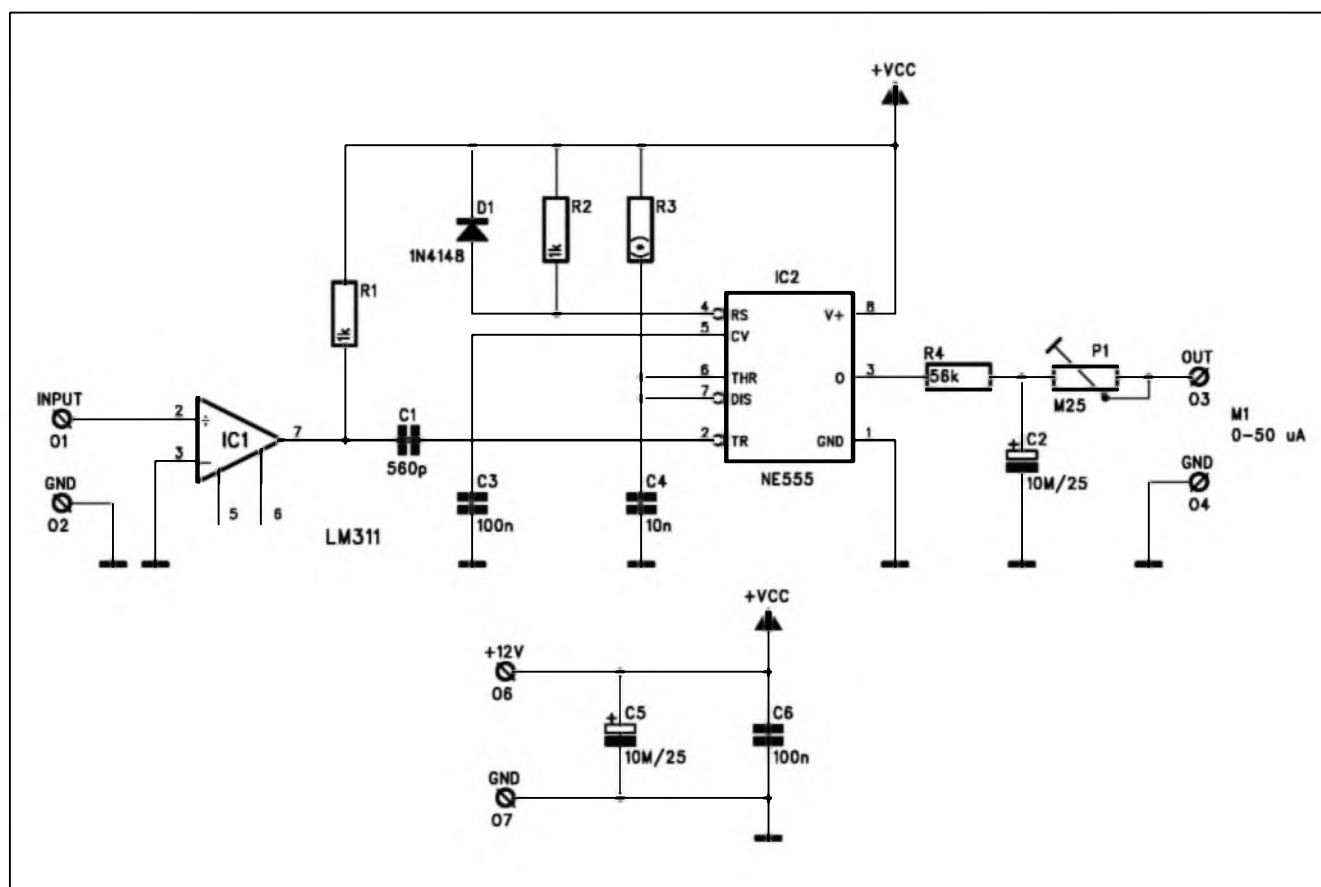 +VCC
D1
R2
1k
R3
1N4148
IC2
R1
1k
4
RS
V+
8
5
CV
R4
P1
OUT
6
THR
O
3
56k
O3
INPUT
7
DIS
M25
M1
O1
2
÷
IC1
7
C1
2
TR
GND
1
C2
0-50 uA
3
–
560p
+
GND
GND
C3
C4
NE555
10M/25
O2
5
6
100n
10n
O4
LM311
+VCC
+12V
O6
C5
C6
+
10M/25
100n
GND
O7